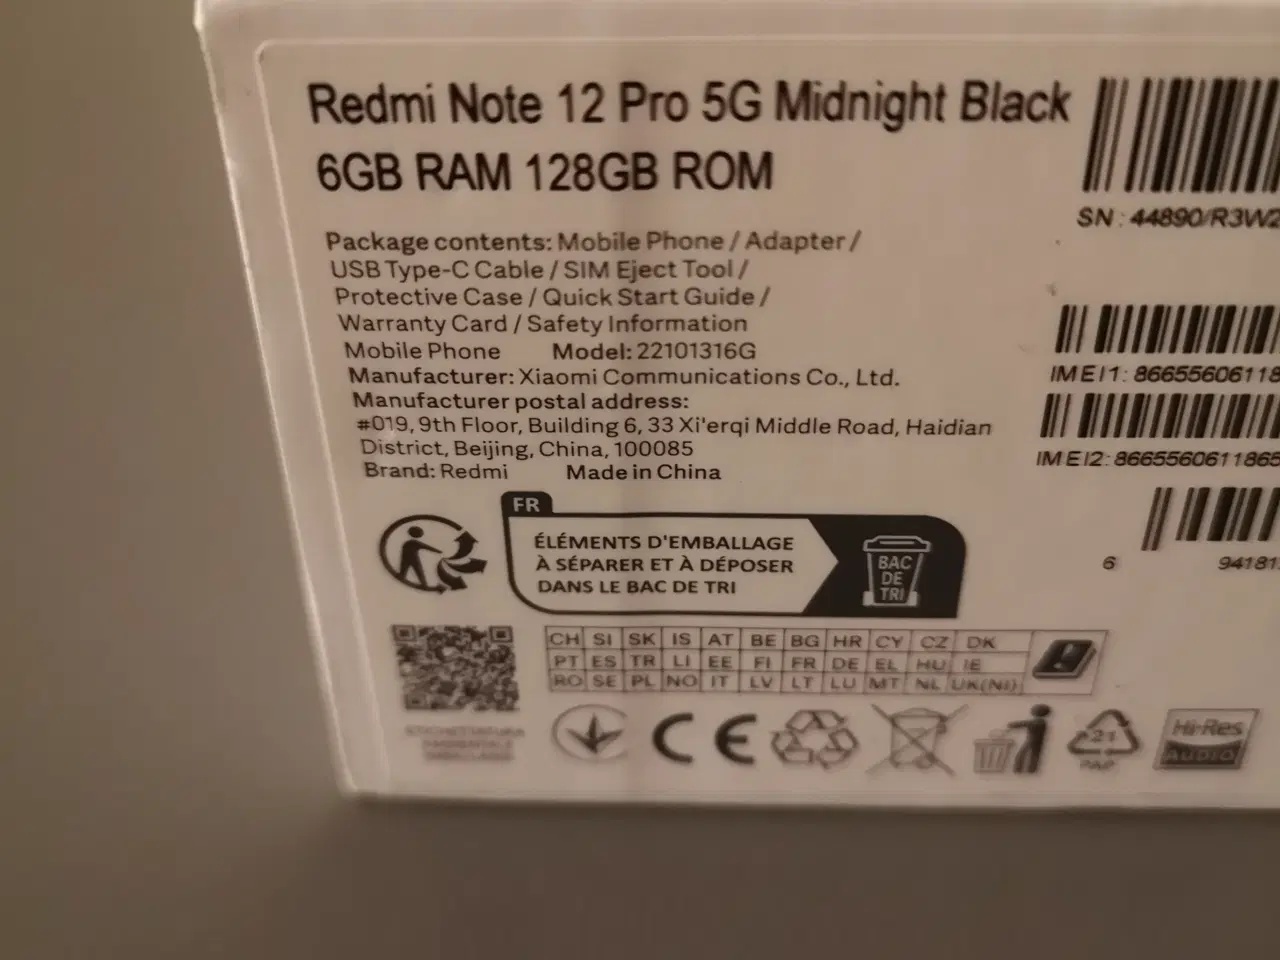 Redmi Note 12 Pro 5G Midnight Black
6GB RAM 128GB ROM
Package contents: Mobile Phone / Adapter /
USB Type-C Cable / SIM Eject Tool /
Protective Case / Quick Start Guide /
Warranty Card / Safety Information
Mobile Phone Model: 22101316G
Manufacturer: Xiaomi Communications Co., Ltd.
Manufacturer postal address:
#019, 9th Floor, Building 6, 33 Xi'erqi Middle Road, Haidian
District, Beijing, China, 100085
Brand: Redmi Made in China
SN: 44890/R3W2
IMEI1: 86655606118
IMEI2: 8665560611865
6 94181
FR
ÉLÉMENTS D'EMBALLAGE
À SÉPARER ET À DÉPOSER
DANS LE BAC DE TRI
BAC
DE
TRI
CH SI SK IS AT BE BG HR CY CZ DK
PT ES TR LI EE FI FR DE EL HU IE
RO SE PL NO IT LV LT LU MT NL UK(NI)
CE
21
PAP
Hi-Res
AUDIO